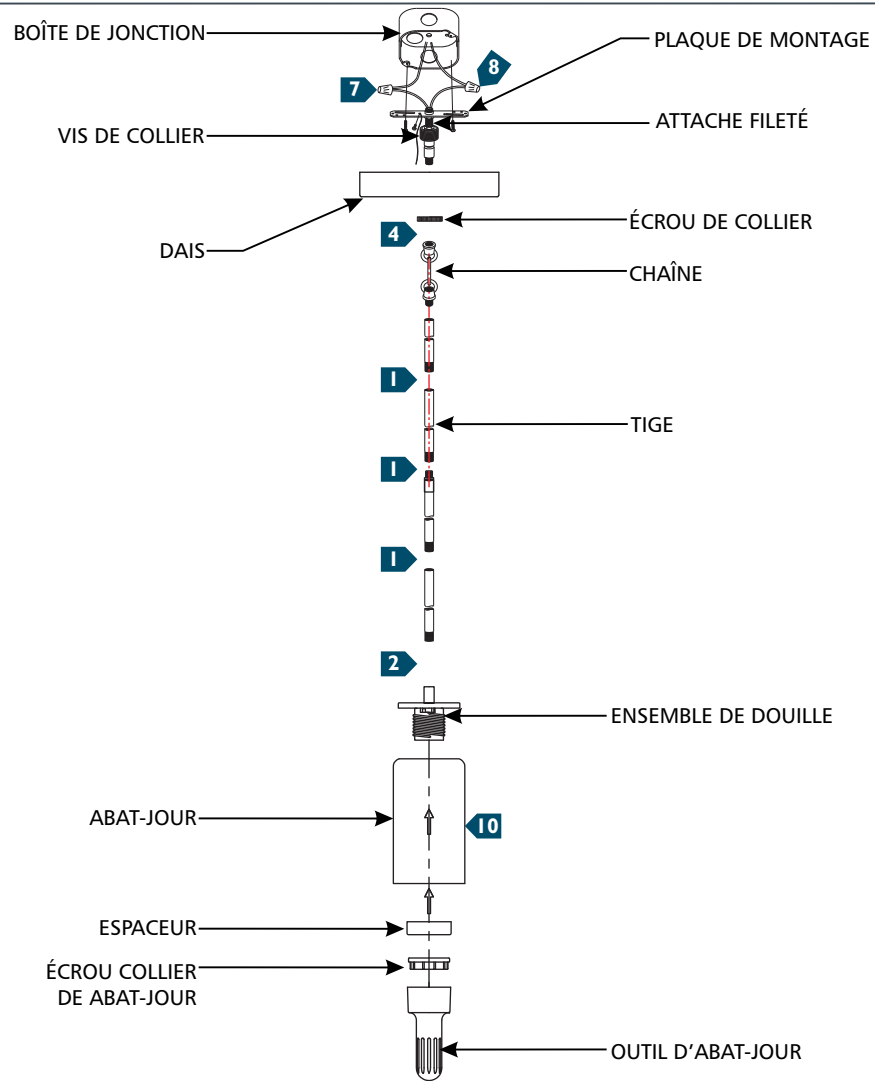 BOÎTE DE JONCTION
PLAQUE DE MONTAGE
8
7
ATTACHE FILETÉ
VIS DE COLLIER
ÉCROU DE COLLIER
4
DAIS
CHAÎNE
1
TIGE
1
1
2
ENSEMBLE DE DOUILLE
ABAT-JOUR
10
ESPACEUR
ÉCROU COLLIER
DE ABAT-JOUR
OUTIL D’ABAT-JOUR